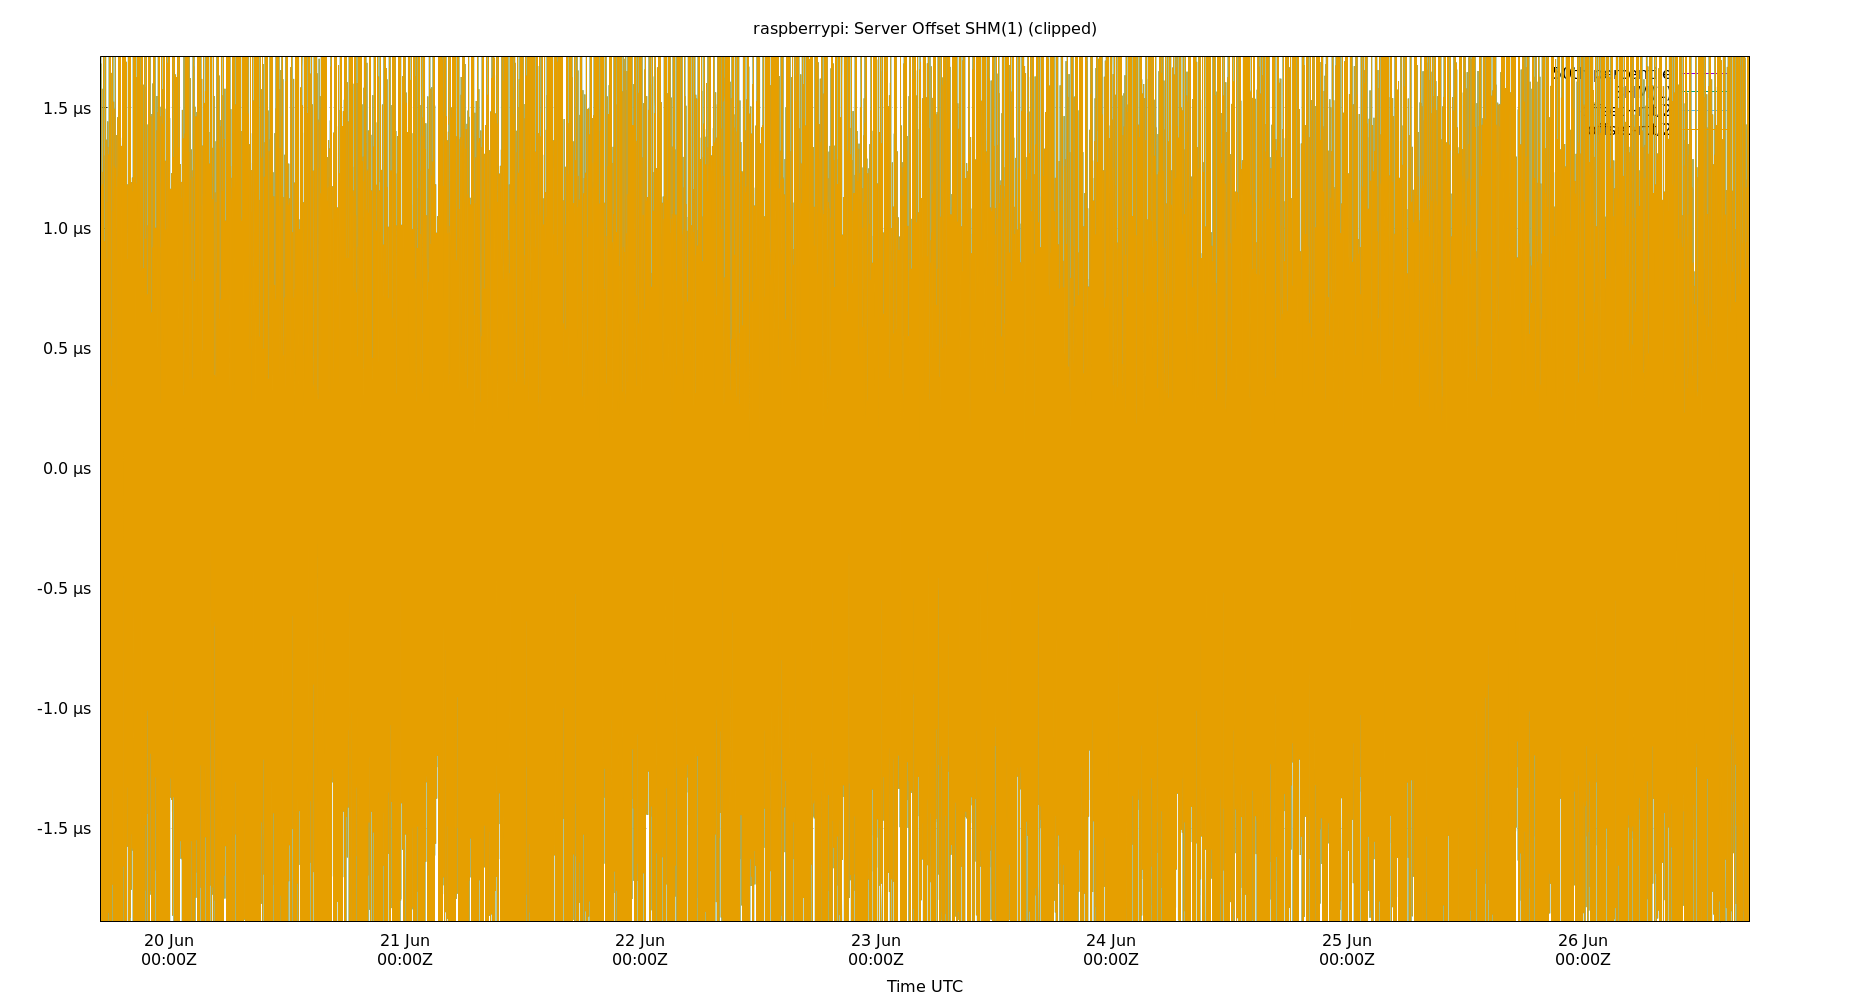 raspberrypi: Server Offset SHM(1) (clipped)
1.5 µs
1.0 µs
0.5 µs
0.0 µs
-0.5 µs
-1.0 µs
-1.5 µs
20 Jun 21 Jun 22 Jun 23 Jun 24 Jun 25 Jun 26 Jun
00:00Z 00:00Z 00:00Z 00:00Z 00:00Z 00:00Z 00:00Z
Time UTC